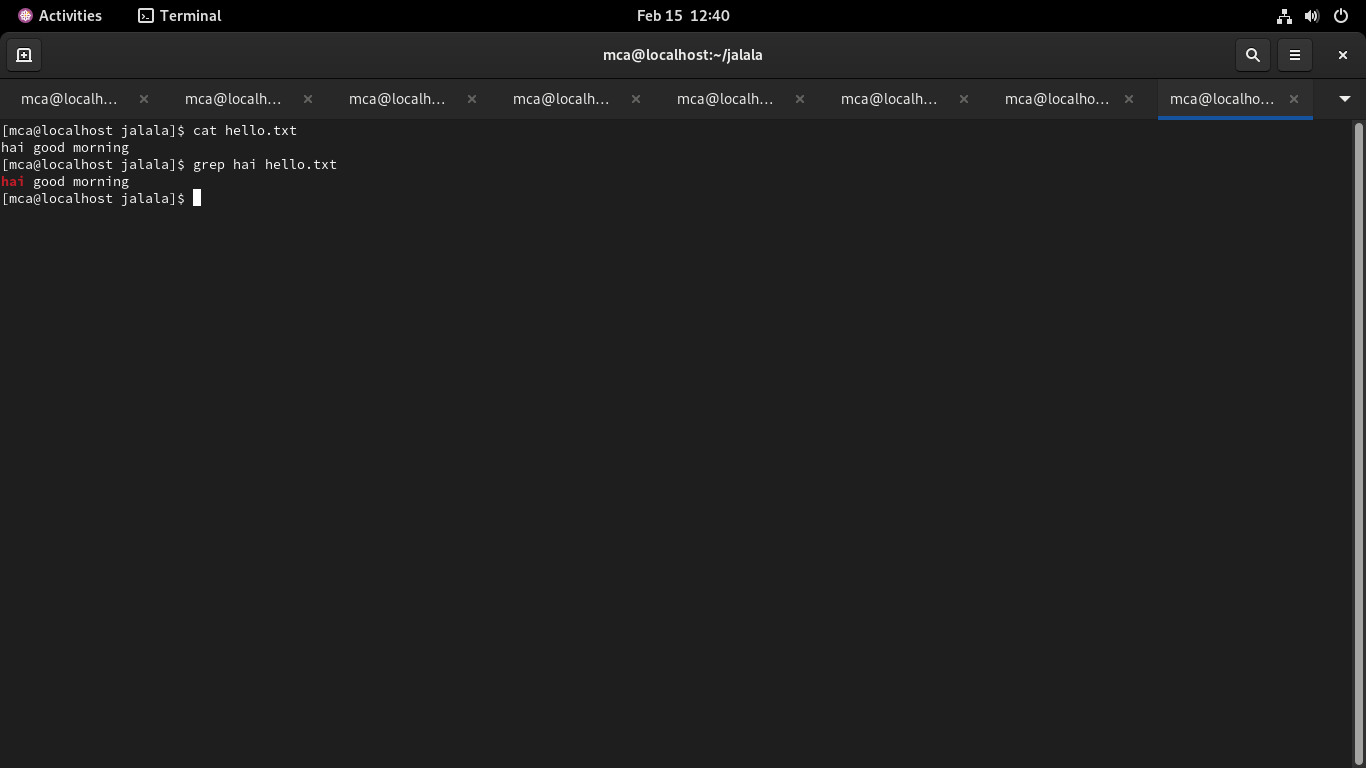 Activities Terminal Feb 15 12:40
mca@localhost:~/jalala
mca@localh... mca@localh... mca@localh... mca@localh... mca@localh... mca@localh... mca@localho... mca@localho...
[mca@localhost jalala]$ cat hello.txt
hai good morning
[mca@localhost jalala]$ grep hai hello.txt
hai good morning
[mca@localhost jalala]$